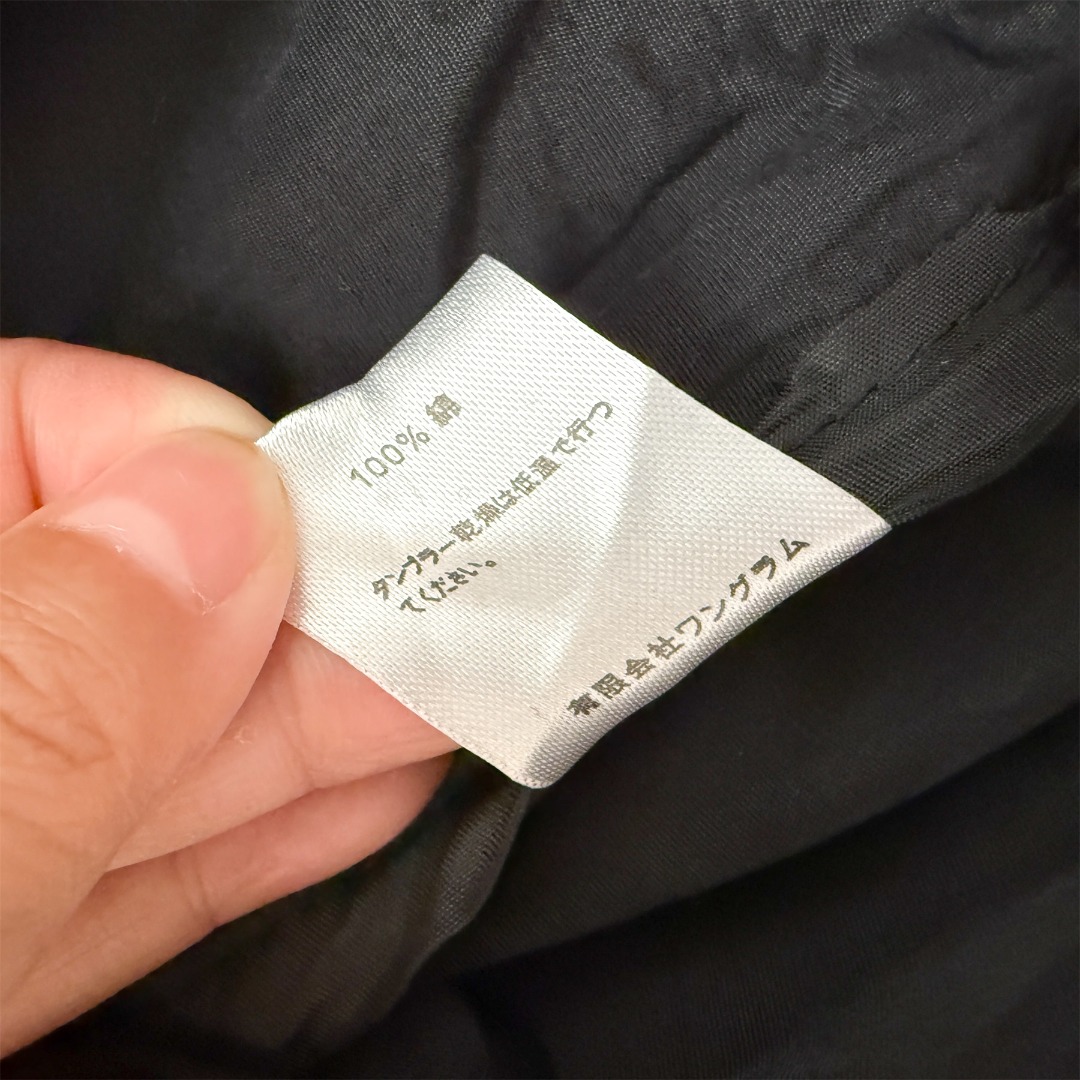 100% 綿
タンブラー乾燥は低温で行っ
てください。
有限会社ワングラム